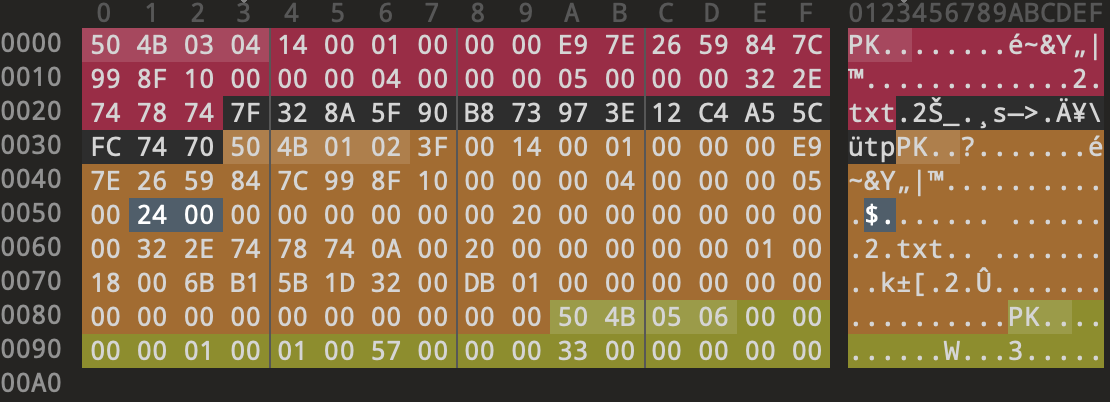 0 1 2 3 4 5 6 7 8 9 A B C D E F 0123456789ABCDEF
0000 50 4B 03 04 14 00 01 00 00 00 E9 7E 26 59 84 7C PK........é~&Y„|
0010 99 8F 10 00 00 00 04 00 00 00 05 00 00 00 32 2E ™.............2.
0020 74 78 74 7F 32 8A 5F 90 B8 73 97 3E 12 C4 A5 5C txt.2Š_.¸s—>.Ä¥\
0030 FC 74 70 50 4B 01 02 3F 00 14 00 01 00 00 00 E9 ütpPK..?.......é
0040 7E 26 59 84 7C 99 8F 10 00 00 00 04 00 00 00 05 ~&Y„|™..........
0050 00 24 00 00 00 00 00 00 00 20 00 00 00 00 00 00 .$....... ......
0060 00 32 2E 74 78 74 0A 00 20 00 00 00 00 00 01 00 .2.txt.. .......
0070 18 00 6B B1 5B 1D 32 00 DB 01 00 00 00 00 00 00 ..k±[.2.Û.......
0080 00 00 00 00 00 00 00 00 00 00 50 4B 05 06 00 00 ..........PK....
0090 00 00 01 00 01 00 57 00 00 00 33 00 00 00 00 00 ......W...3.....
00A0